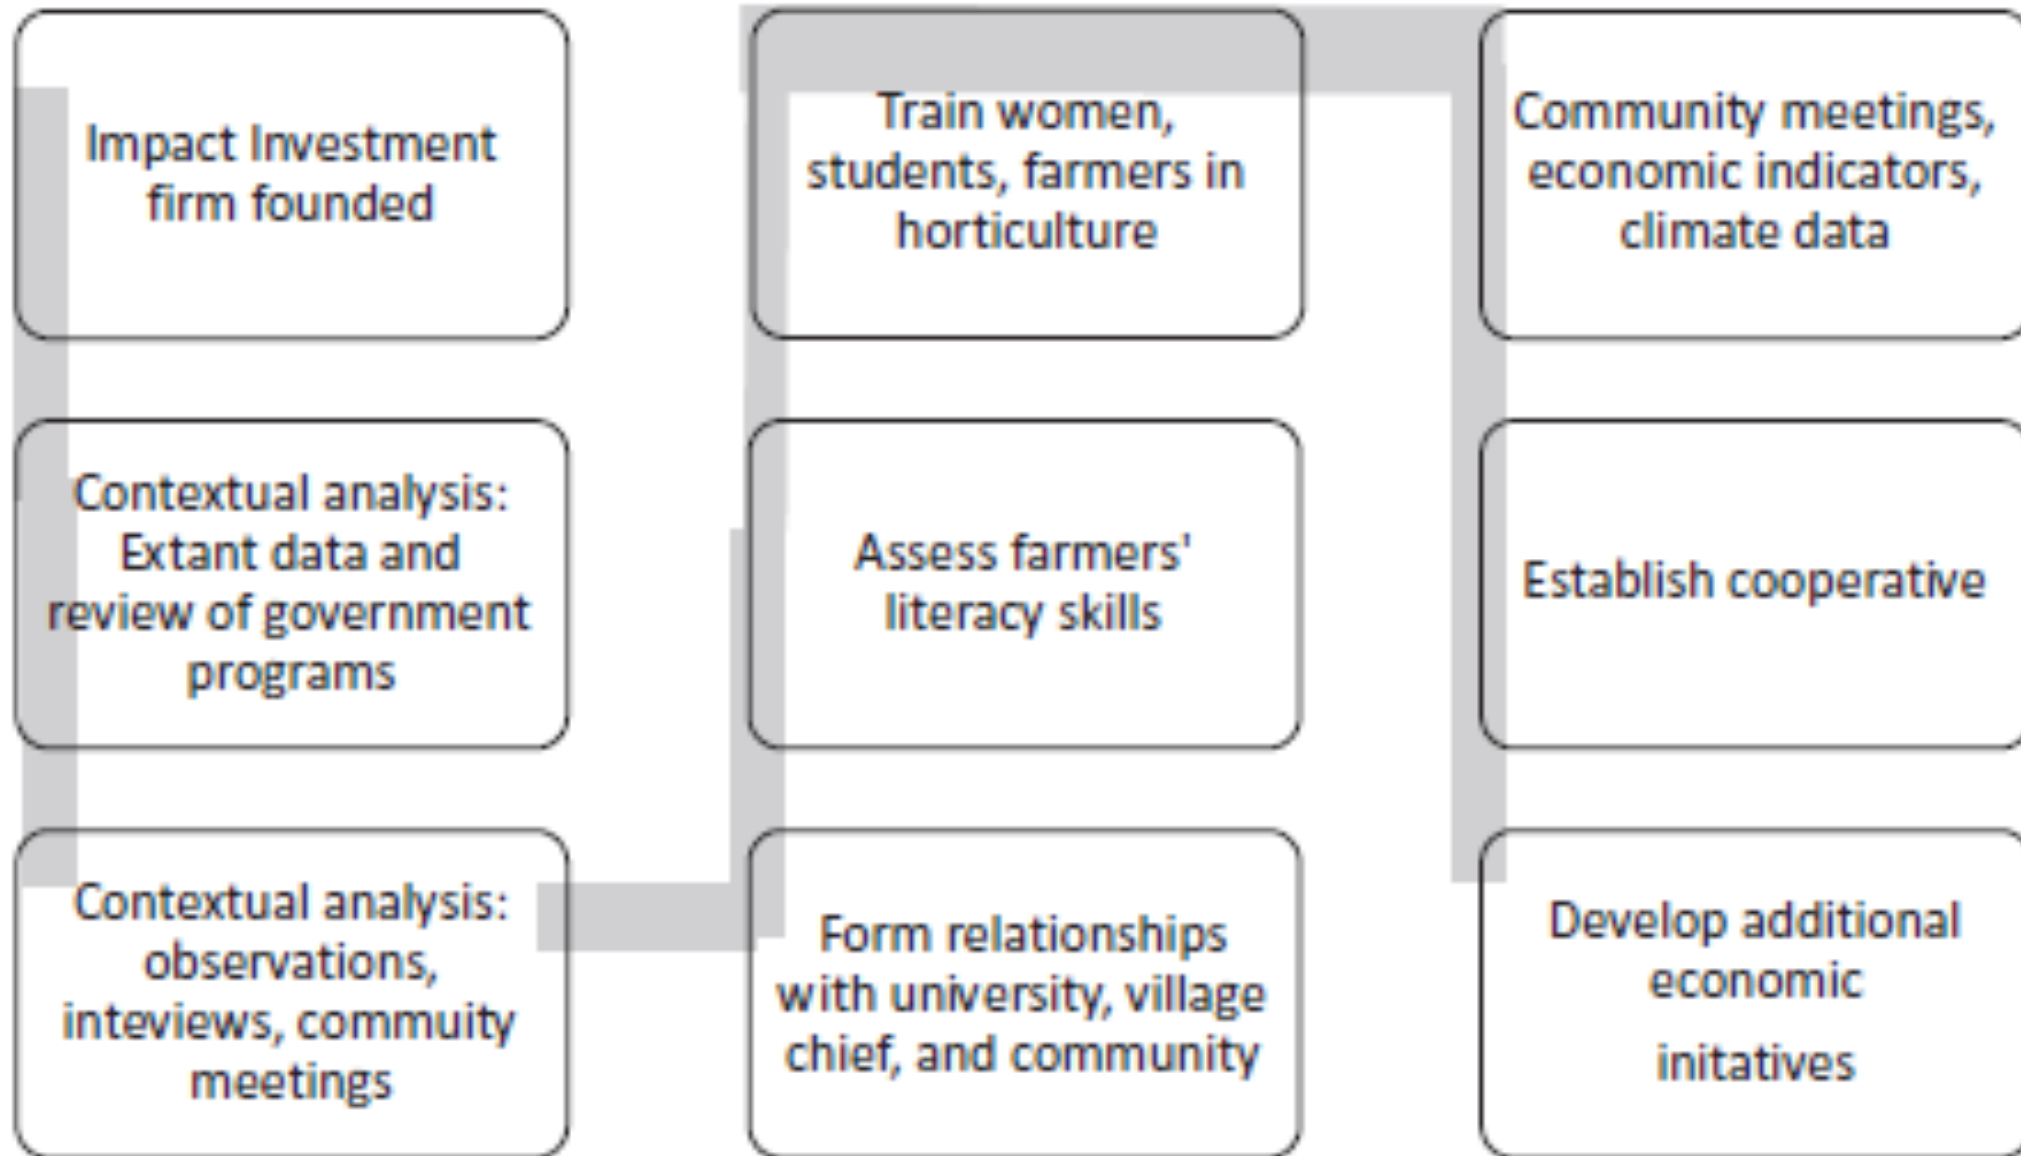 Impact Investment
firm founded
Contextual analysis:
Extant data and
review of government
programs
Contextual analysis:
observations,
inteviews, commuity
meetings
Form relationships
with university, village
chief, and community
Assess farmers'
literacy skills
Train women,
students, farmers in
horticulture
Community meetings,
economic indicators,
climate data
Establish cooperative
Develop additional
economic
initatives